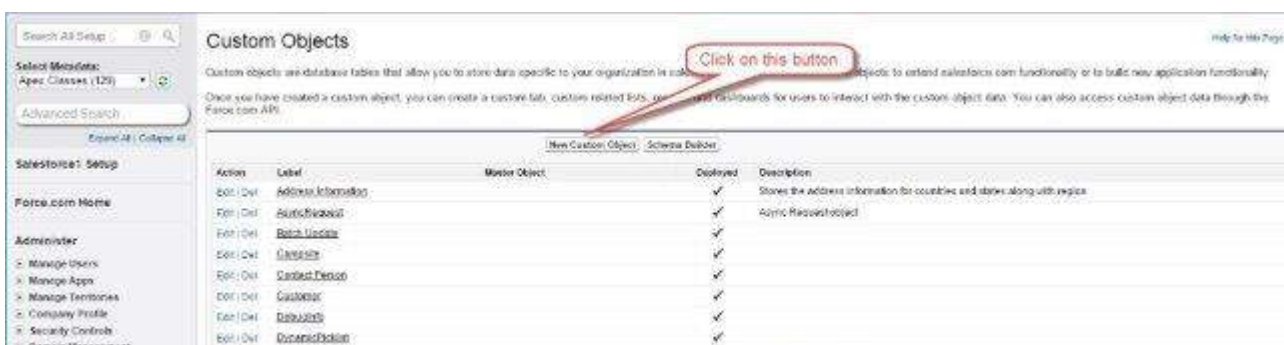 Search All Setup
Select Metadata:
Apex Classes (129)
Advanced Search
Expand All | Collapse All
Salesforce1 Setup
Force.com Home
Administer
Manage Users
Manage Apps
Manage Territories
Company Profile
Security Controls
Custom Objects
Help for this Page
Click on this button
Custom objects are database tables that allow you to store data specific to your organization in objects to extend salesforce.com functionality or to build new application functionality.
Once you have created a custom object, you can create a custom tab, custom related lists, dashboards for users to interact with the custom object data. You can also access custom object data through the
Force.com API.
New Custom Object Schema Builder
Action Label Master Object Deployed Description
Edit | Del Address Information ✓ Stores the address information for countries and states along with region
Edit | Del AsyncRequest ✓ Async Request object
Edit | Del Batch Update ✓
Edit | Del Campsite ✓
Edit | Del Contact Person ✓
Edit | Del Customer ✓
Edit | Del DebugInfo ✓
Edit | Del DynamicPicklist ✓